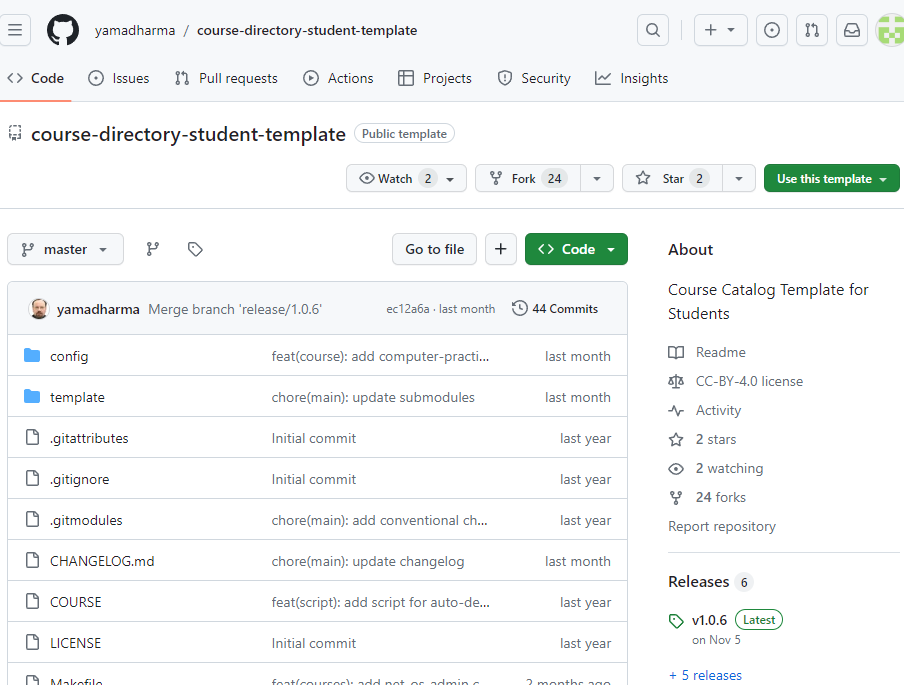 yamadharma / course-directory-student-template
Code Issues Pull requests Actions Projects Security Insights
course-directory-student-template Public template
Watch 2 Fork 24 Star 2 Use this template
master Go to file + Code
yamadharma Merge branch 'release/1.0.6' ec12a6a · last month 44 Commits
config feat(course): add computer-practi... last month
template chore(main): update submodules last month
.gitattributes Initial commit last year
.gitignore Initial commit last year
.gitmodules chore(main): add conventional ch... last year
CHANGELOG.md chore(main): update changelog last month
COURSE feat(script): add script for auto-de... last year
LICENSE Initial commit last year
Makefile feat(courses): add net-os-admin c... 2 months ago
About
Course Catalog Template for
Students
Readme
CC-BY-4.0 license
Activity
2 stars
2 watching
24 forks
Report repository
Releases 6
v1.0.6 Latest
on Nov 5
+ 5 releases